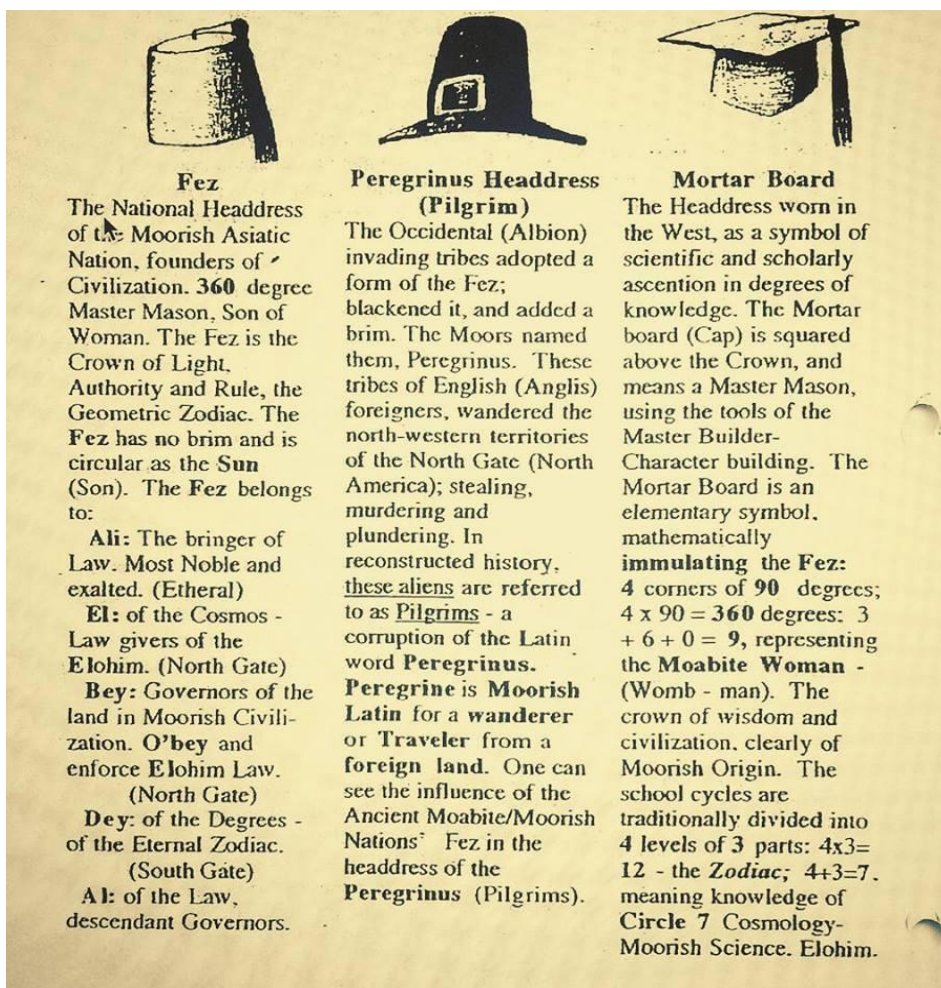 Fez
The National Headdress
of the Moorish Asiatic
Nation, founders of
Civilization. 360 degree
Master Mason, Son of
Woman. The Fez is the
Crown of Light,
Authority and Rule, the
Geometric Zodiac. The
Fez has no brim and is
circular as the Sun
(Son). The Fez belongs
to:
Ali: The bringer of
Law. Most Noble and
exalted. (Etheral)
El: of the Cosmos -
Law givers of the
Elohim. (North Gate)
Bey: Governors of the
land in Moorish Civili-
zation. O'bey and
enforce Elohim Law.
(North Gate)
Dey: of the Degrees -
of the Eternal Zodiac.
(South Gate)
Al: of the Law,
descendant Governors.
Peregrinus Headdress
(Pilgrim)
The Occidental (Albion)
invading tribes adopted a
form of the Fez;
blackened it, and added a
brim. The Moors named
them, Peregrinus. These
tribes of English (Anglis)
foreigners, wandered the
north-western territories
of the North Gate (North
America); stealing,
murdering and
plundering. In
reconstructed history,
these aliens are referred
to as Pilgrims - a
corruption of the Latin
word Peregrinus.
Peregrine is Moorish
Latin for a wanderer
or Traveler from a
foreign land. One can
see the influence of the
Ancient Moabite/Moorish
Nations' Fez in the
headdress of the
Peregrinus (Pilgrims).
Mortar Board
The Headdress worn in
the West, as a symbol of
scientific and scholarly
ascention in degrees of
knowledge. The Mortar
board (Cap) is squared
above the Crown, and
means a Master Mason,
using the tools of the
Master Builder-
Character building. The
Mortar Board is an
elementary symbol,
mathematically
immulating the Fez:
4 corners of 90 degrees;
4 x 90 = 360 degrees: 3
+ 6 + 0 = 9, representing
the Moabite Woman -
(Womb - man). The
crown of wisdom and
civilization, clearly of
Moorish Origin. The
school cycles are
traditionally divided into
4 levels of 3 parts: 4x3=
12 - the Zodiac; 4+3=7,
meaning knowledge of
Circle 7 Cosmology-
Moorish Science. Elohim.